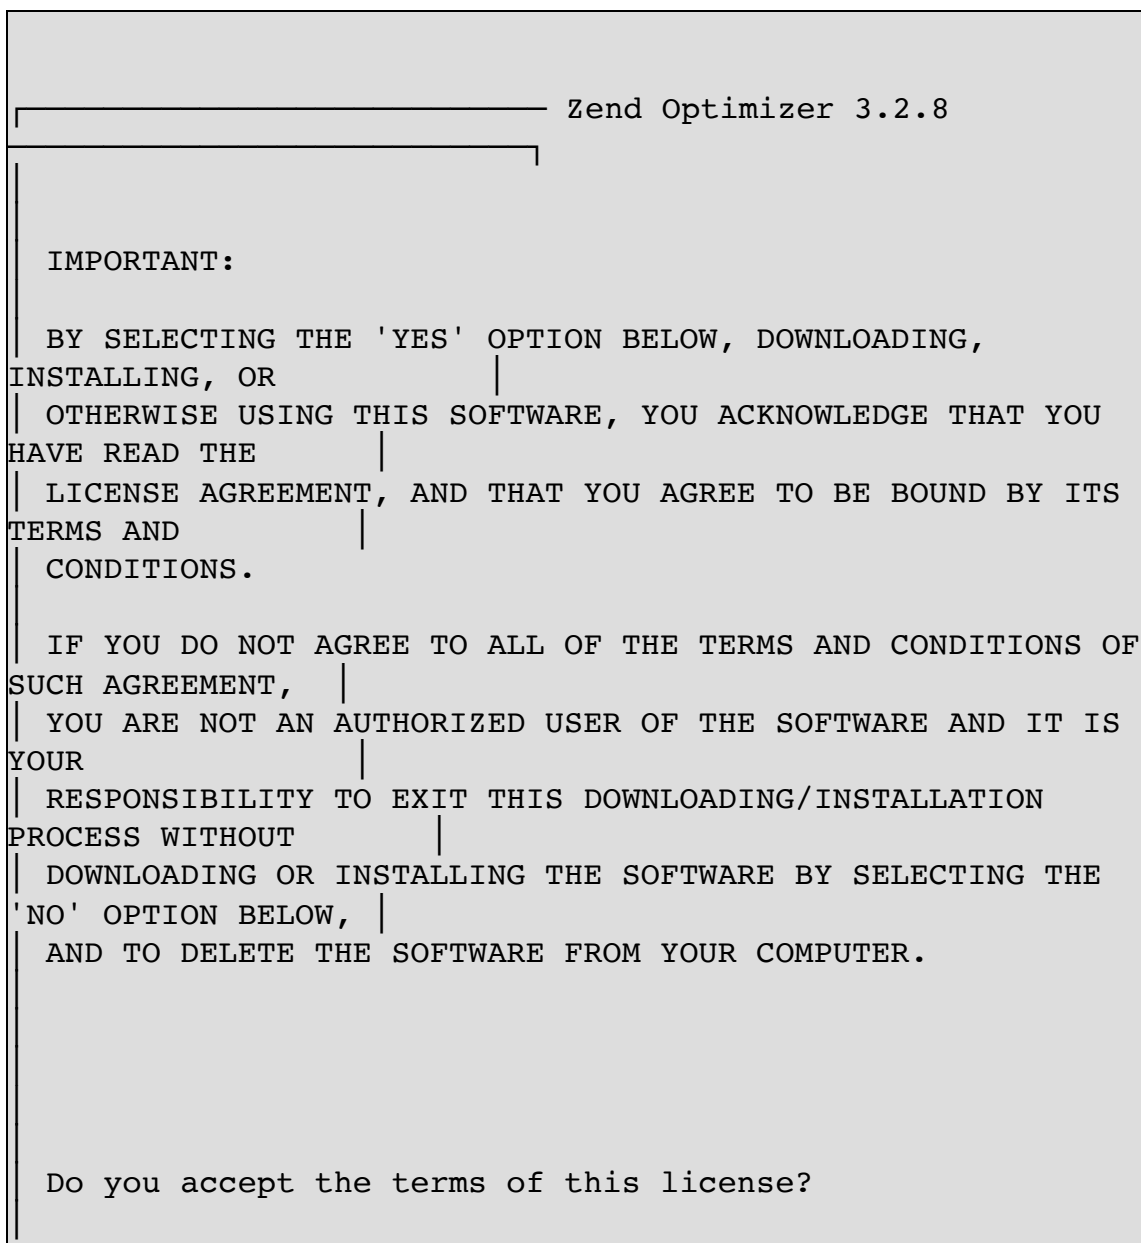 Zend Optimizer 3.2.8
IMPORTANT:
BY SELECTING THE 'YES' OPTION BELOW, DOWNLOADING,
INSTALLING, OR
OTHERWISE USING THIS SOFTWARE, YOU ACKNOWLEDGE THAT YOU
HAVE READ THE
LICENSE AGREEMENT, AND THAT YOU AGREE TO BE BOUND BY ITS
TERMS AND
CONDITIONS.
IF YOU DO NOT AGREE TO ALL OF THE TERMS AND CONDITIONS OF
SUCH AGREEMENT,
YOU ARE NOT AN AUTHORIZED USER OF THE SOFTWARE AND IT IS
YOUR
RESPONSIBILITY TO EXIT THIS DOWNLOADING/INSTALLATION
PROCESS WITHOUT
DOWNLOADING OR INSTALLING THE SOFTWARE BY SELECTING THE
'NO' OPTION BELOW,
AND TO DELETE THE SOFTWARE FROM YOUR COMPUTER.
Do you accept the terms of this license?